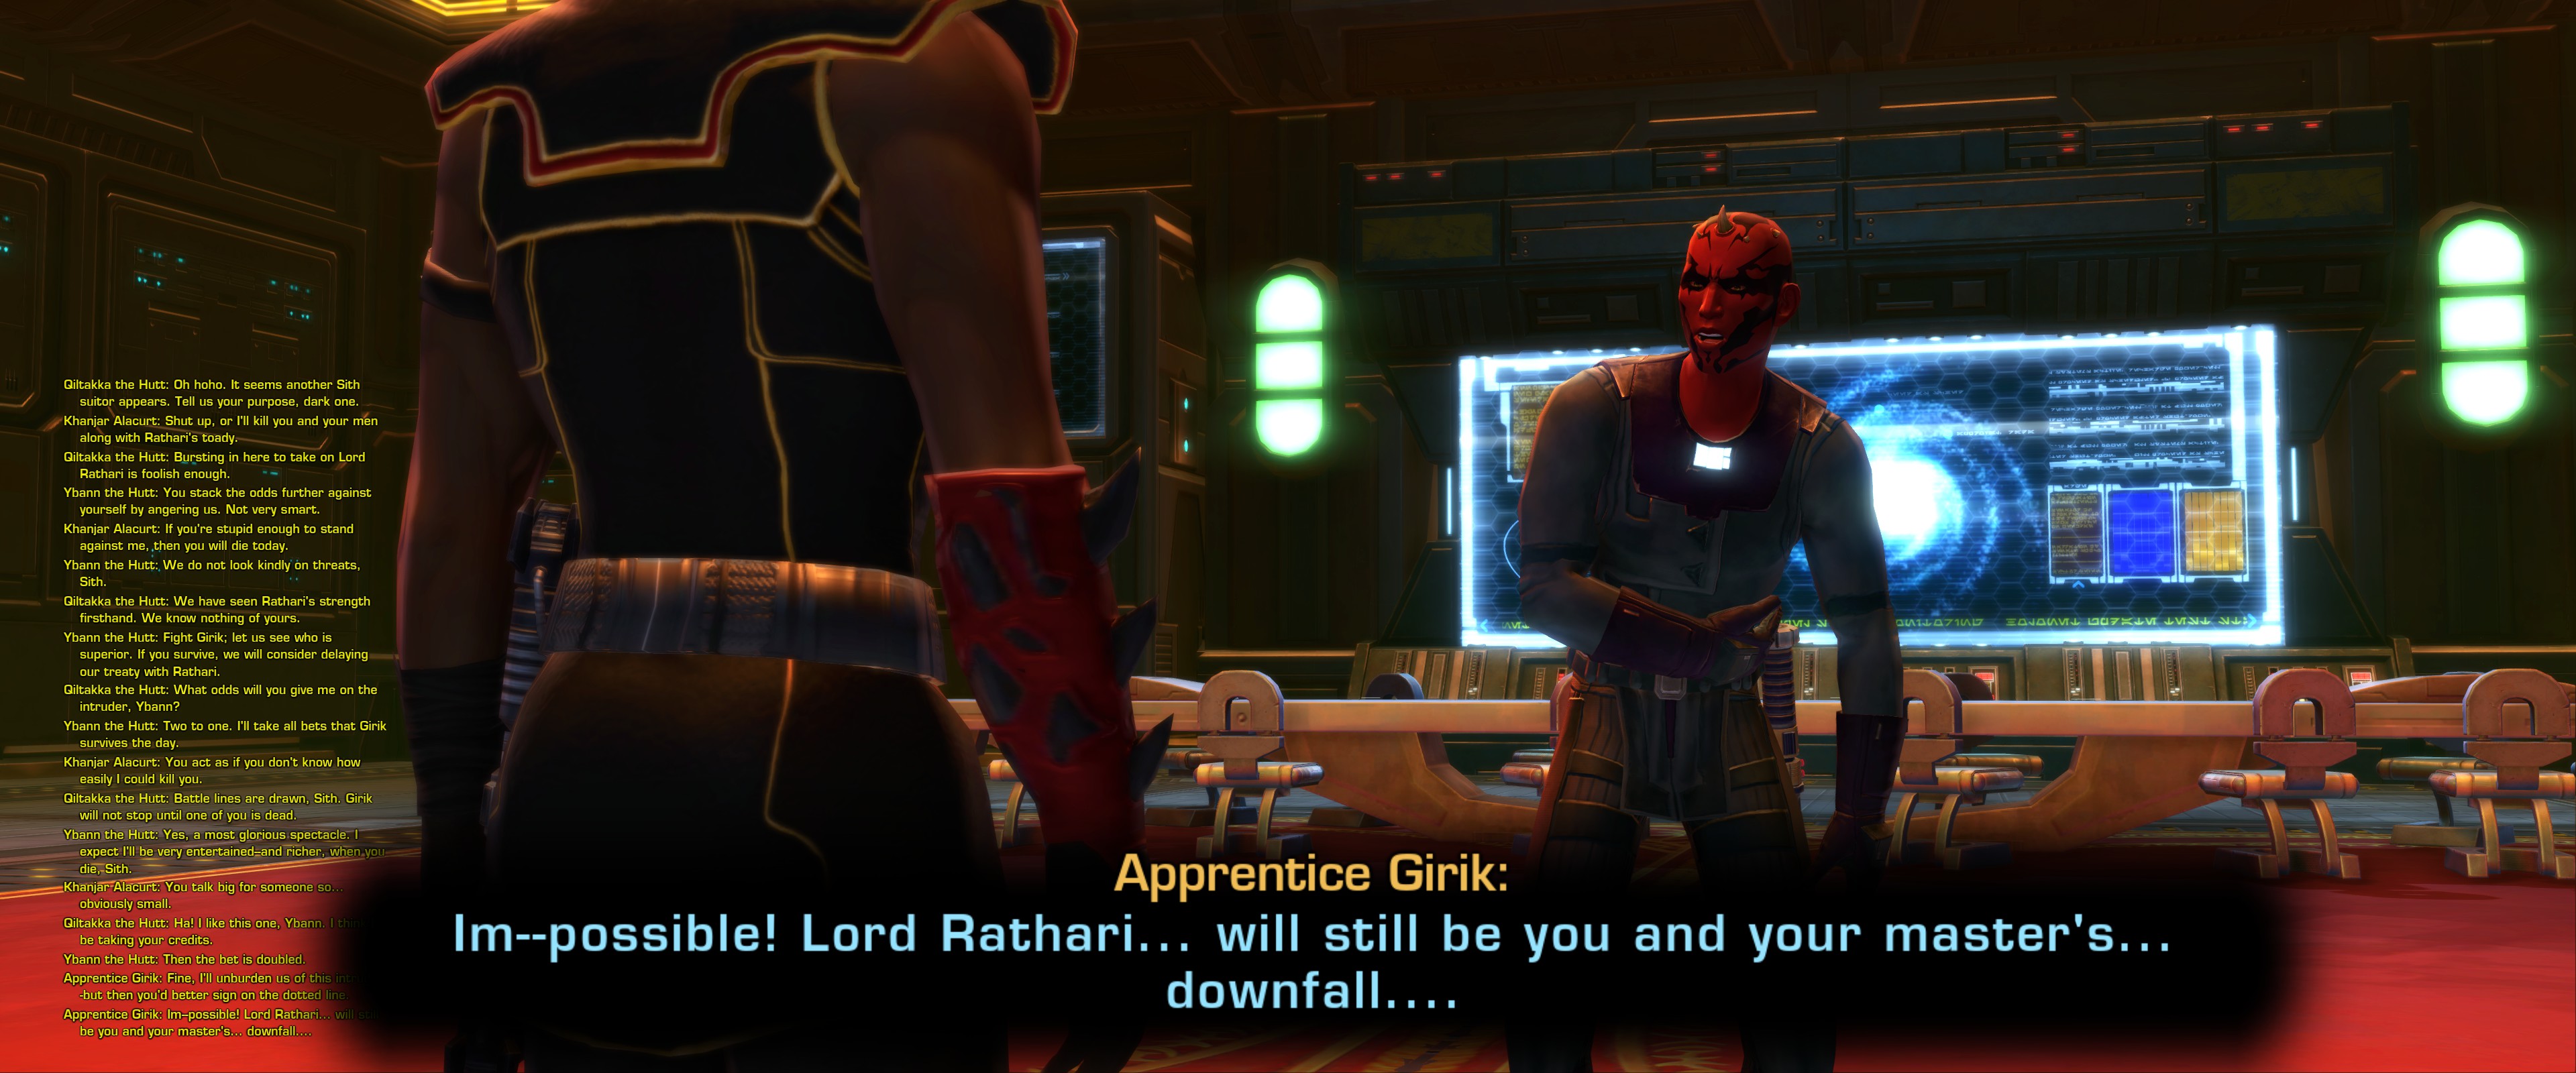 Qiltakka the Hutt: Oh hoho. It seems another Sith
suitor appears. Tell us your purpose, dark one.
Khanjar Alacurt: Shut up, or I'll kill you and your men
along with Rathari's toady.
Qiltakka the Hutt: Bursting in here to take on Lord
Rathari is foolish enough.
Ybann the Hutt: You stack the odds further against
yourself by angering us. Not very smart.
Khanjar Alacurt: If you're stupid enough to stand
against me, then you will die today.
Ybann the Hutt: We do not look kindly on threats,
Sith.
Qiltakka the Hutt: We have seen Rathari's strength
firsthand. We know nothing of yours.
Ybann the Hutt: Fight Girik; let us see who is
superior. If you survive, we will consider delaying
our treaty with Rathari.
Qiltakka the Hutt: What odds will you give me on the
intruder, Ybann?
Ybann the Hutt: Two to one. I'll take all bets that Girik
survives the day.
Khanjar Alacurt: You act as if you don't know how
easily I could kill you.
Qiltakka the Hutt: Battle lines are drawn, Sith. Girik
will not stop until one of you is dead.
Ybann the Hutt: Yes, a most glorious spectacle. I
expect I'll be very entertained–and richer, when you
die, Sith.
Khanjar Alacurt: You talk big for someone so...
obviously small.
Qiltakka the Hutt: Ha! I like this one, Ybann. I
be taking your credits.
Ybann the Hutt: Then the bet is doubled.
Apprentice Girik: Fine, I'll unburden us of this
-but then you'd better sign on the dotted line.
Apprentice Girik: Im–possible! Lord Rathari... will
be you and your master's... downfall....
Apprentice Girik:
Im--possible! Lord Rathari... will still be you and your master's...
downfall....